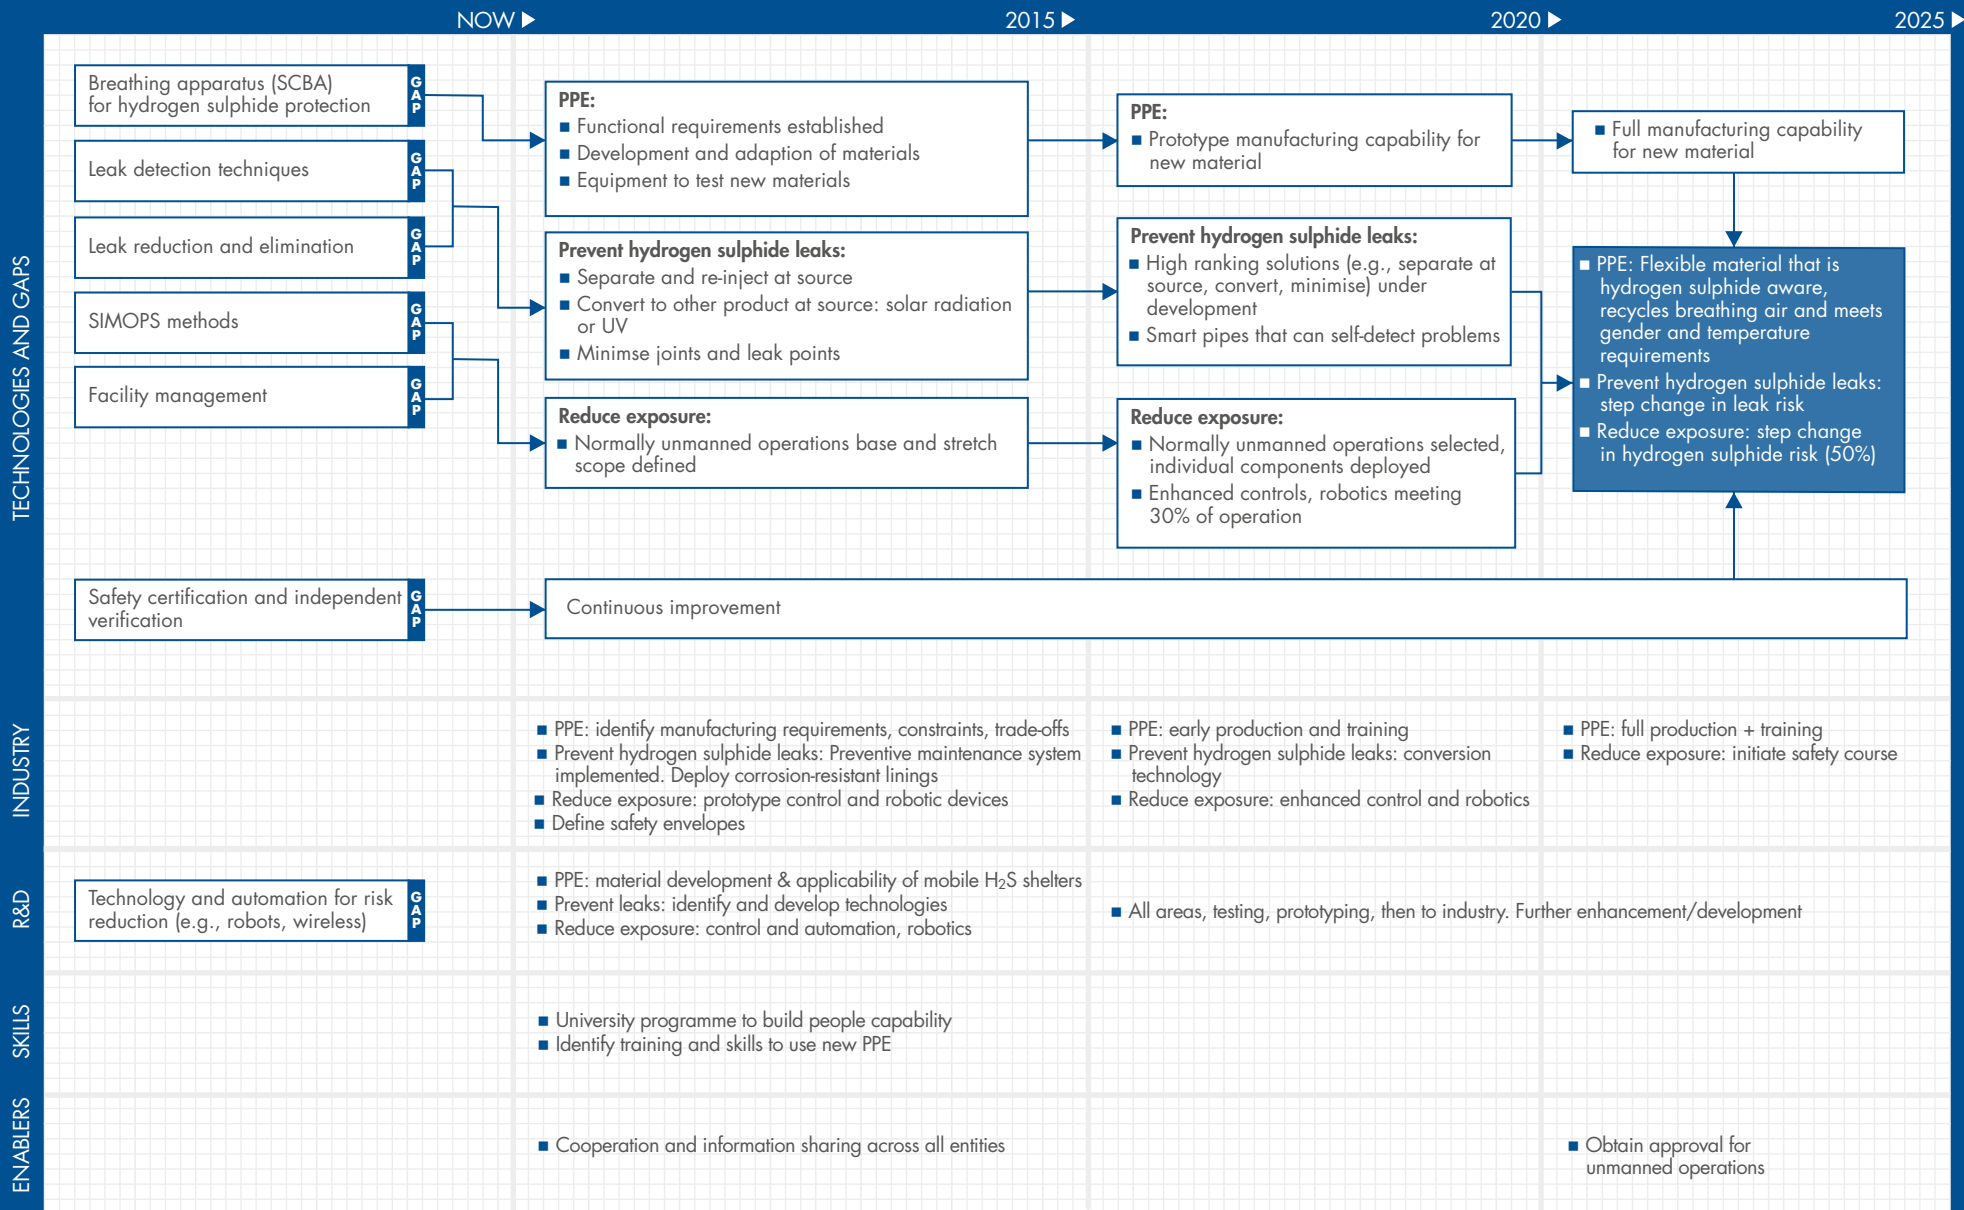 NOW
2015
2020
2025
TECHNOLOGIES AND GAPS
Breathing apparatus (SCBA)
for hydrogen sulphide protection
GAP
Leak detection techniques
GAP
Leak reduction and elimination
GAP
SIMOPS methods
GAP
Facility management
GAP
Safety certification and independent
verification
GAP
PPE:
Functional requirements established
Development and adaption of materials
Equipment to test new materials
Prevent hydrogen sulphide leaks:
Separate and re-inject at source
Convert to other product at source: solar radiation
or UV
Minimse joints and leak points
Reduce exposure:
Normally unmanned operations base and stretch
scope defined
PPE:
Prototype manufacturing capability for
new material
Prevent hydrogen sulphide leaks:
High ranking solutions (e.g., separate at
source, convert, minimise) under
development
Smart pipes that can self-detect problems
Reduce exposure:
Normally unmanned operations selected,
individual components deployed
Enhanced controls, robotics meeting
30% of operation
Full manufacturing capability
for new material
PPE: Flexible material that is
hydrogen sulphide aware,
recycles breathing air and meets
gender and temperature
requirements
Prevent hydrogen sulphide leaks:
step change in leak risk
Reduce exposure: step change
in hydrogen sulphide risk (50%)
Continuous improvement
INDUSTRY
PPE: identify manufacturing requirements, constraints, trade-offs
Prevent hydrogen sulphide leaks: Preventive maintenance system
implemented. Deploy corrosion-resistant linings
Reduce exposure: prototype control and robotic devices
Define safety envelopes
PPE: early production and training
Prevent hydrogen sulphide leaks: conversion
technology
Reduce exposure: enhanced control and robotics
PPE: full production + training
Reduce exposure: initiate safety course
R&D
Technology and automation for risk
reduction (e.g., robots, wireless)
GAP
PPE: material development & applicability of mobile H₂S shelters
Prevent leaks: identify and develop technologies
Reduce exposure: control and automation, robotics
All areas, testing, prototyping, then to industry. Further enhancement/development
SKILLS
University programme to build people capability
Identify training and skills to use new PPE
ENABLERS
Cooperation and information sharing across all entities
Obtain approval for
unmanned operations